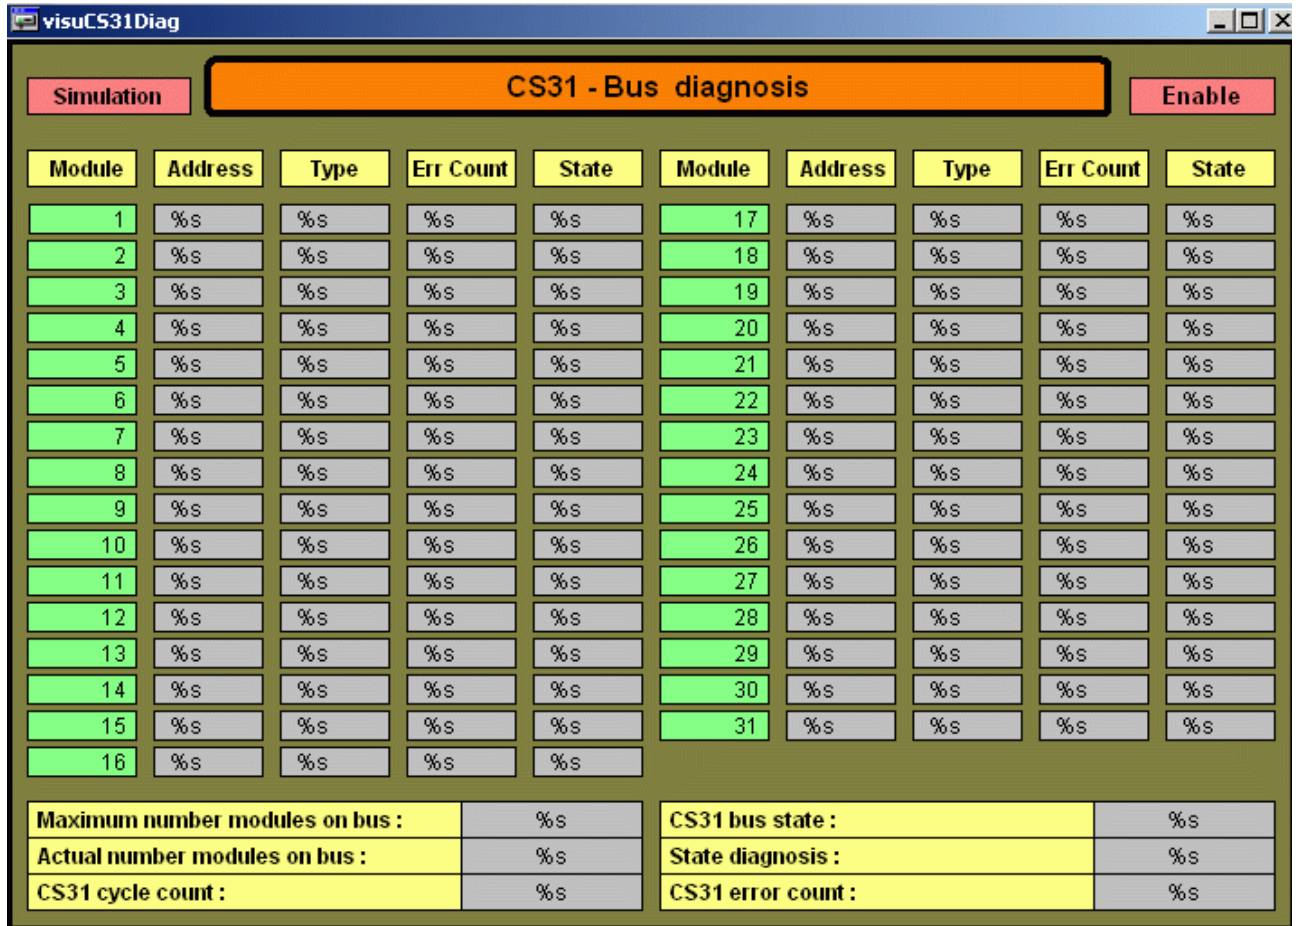 visuCS31Diag
Simulation
CS31 - Bus diagnosis
Enable
Module Address Type Err Count State Module Address Type Err Count State
1 %s %s %s %s 17 %s %s %s %s
2 %s %s %s %s 18 %s %s %s %s
3 %s %s %s %s 19 %s %s %s %s
4 %s %s %s %s 20 %s %s %s %s
5 %s %s %s %s 21 %s %s %s %s
6 %s %s %s %s 22 %s %s %s %s
7 %s %s %s %s 23 %s %s %s %s
8 %s %s %s %s 24 %s %s %s %s
9 %s %s %s %s 25 %s %s %s %s
10 %s %s %s %s 26 %s %s %s %s
11 %s %s %s %s 27 %s %s %s %s
12 %s %s %s %s 28 %s %s %s %s
13 %s %s %s %s 29 %s %s %s %s
14 %s %s %s %s 30 %s %s %s %s
15 %s %s %s %s 31 %s %s %s %s
16 %s %s %s %s
Maximum number modules on bus : %s CS31 bus state : %s
Actual number modules on bus : %s State diagnosis : %s
CS31 cycle count : %s CS31 error count : %s